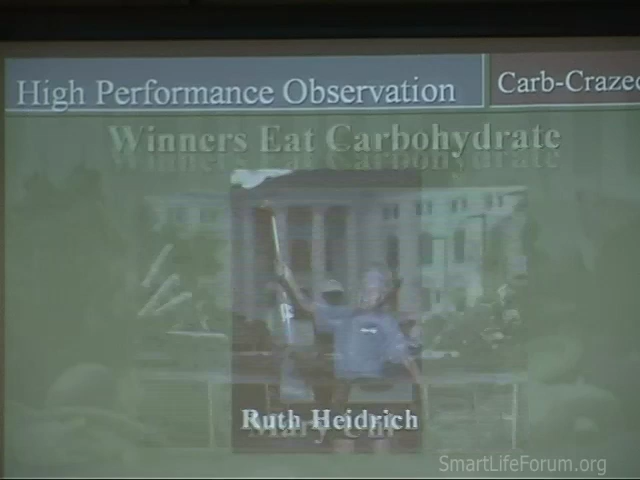 High Performance Observation
Carb-Crazed
Winners Eat Carbohydrate
Ruth Heidrich
SmartLifeForum.org